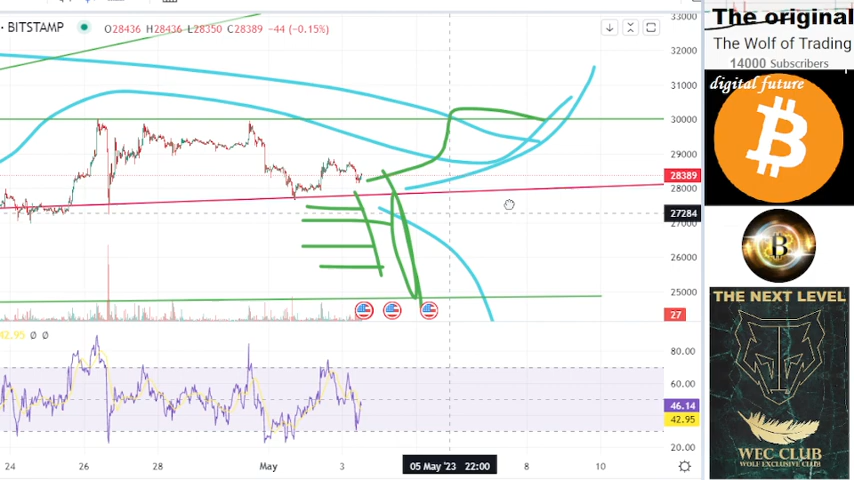 · BITSTAMP
O28436 H28436 L28350 C28389 −44 (−0.15%)
33000
32000
31000
30000
29000
28389
28000
27284
26000
25000
27
42.95 Ø Ø
80.00
60.00
46.14
42.95
20.00
24
26
28
May
3
05 May '23 22:00
8
10
The original
The Wolf of Trading
14000 Subscribers
digital future
THE NEXT LEVEL
WEC CLUB
WOLF EXCLUSIVE CLUB